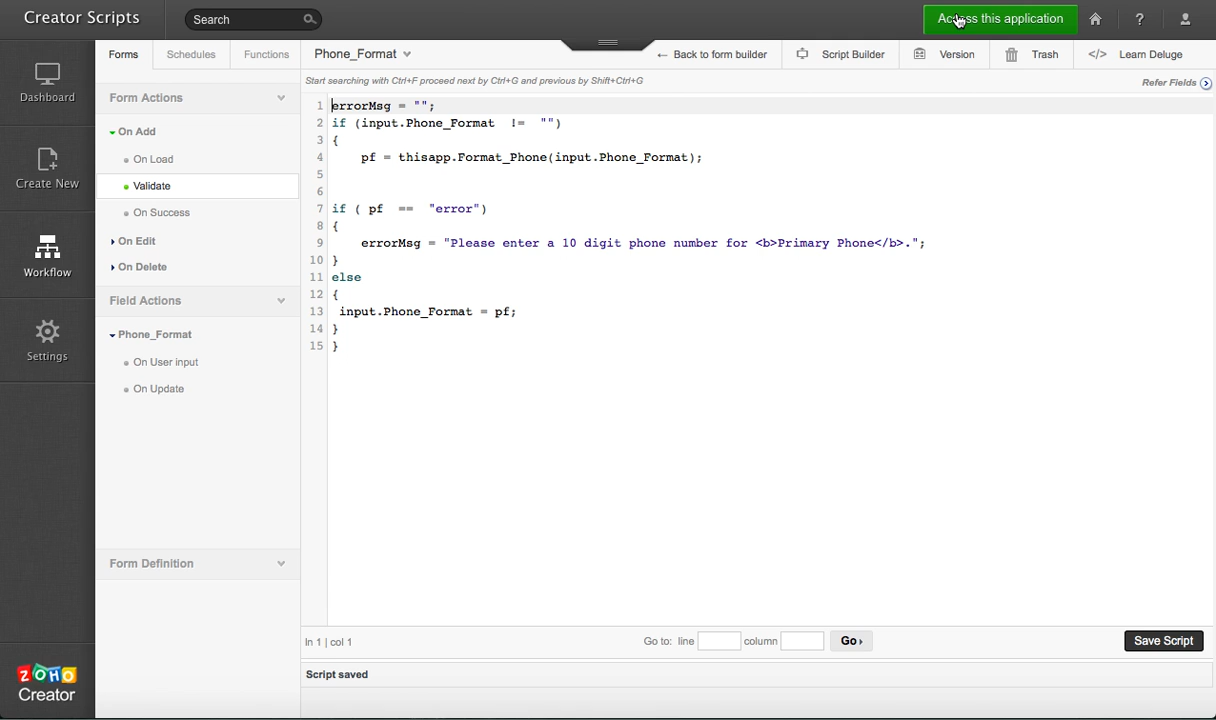 Creator Scripts
Search
Access this application
?
Dashboard
Create New
Workflow
Settings
ZOHO
Creator
Forms
Schedules
Functions
Form Actions
On Add
On Load
Validate
On Success
On Edit
On Delete
Field Actions
Phone_Format
On User input
On Update
Form Definition
Phone_Format
← Back to form builder
Script Builder
Version
Trash
</> Learn Deluge
Start searching with Ctrl+F proceed next by Ctrl+G and previous by Shift+Ctrl+G
Refer Fields
1 errorMsg = "";
2 if (input.Phone_Format != "")
3 {
4 pf = thisapp.Format_Phone(input.Phone_Format);
5
6
7 if ( pf == "error")
8 {
9 errorMsg = "Please enter a 10 digit phone number for <b>Primary Phone</b>.";
10 }
11 else
12 {
13 input.Phone_Format = pf;
14 }
15 }
ln 1 | col 1
Go to: line
column
Go
Save Script
Script saved